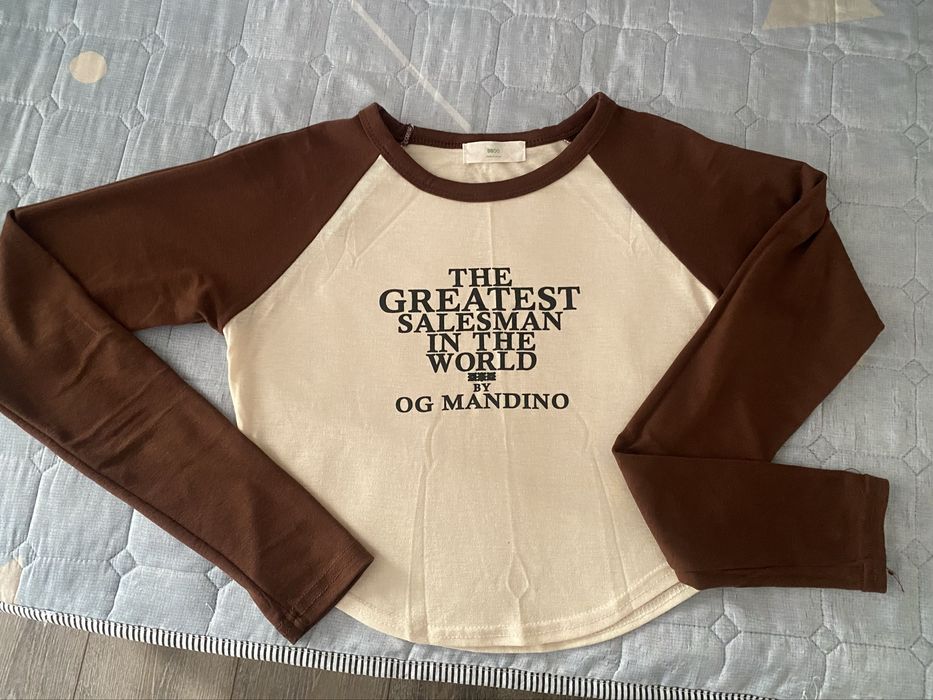 THE
GREATEST
SALESMAN
IN THE
WORLD
BY
OG MANDINO